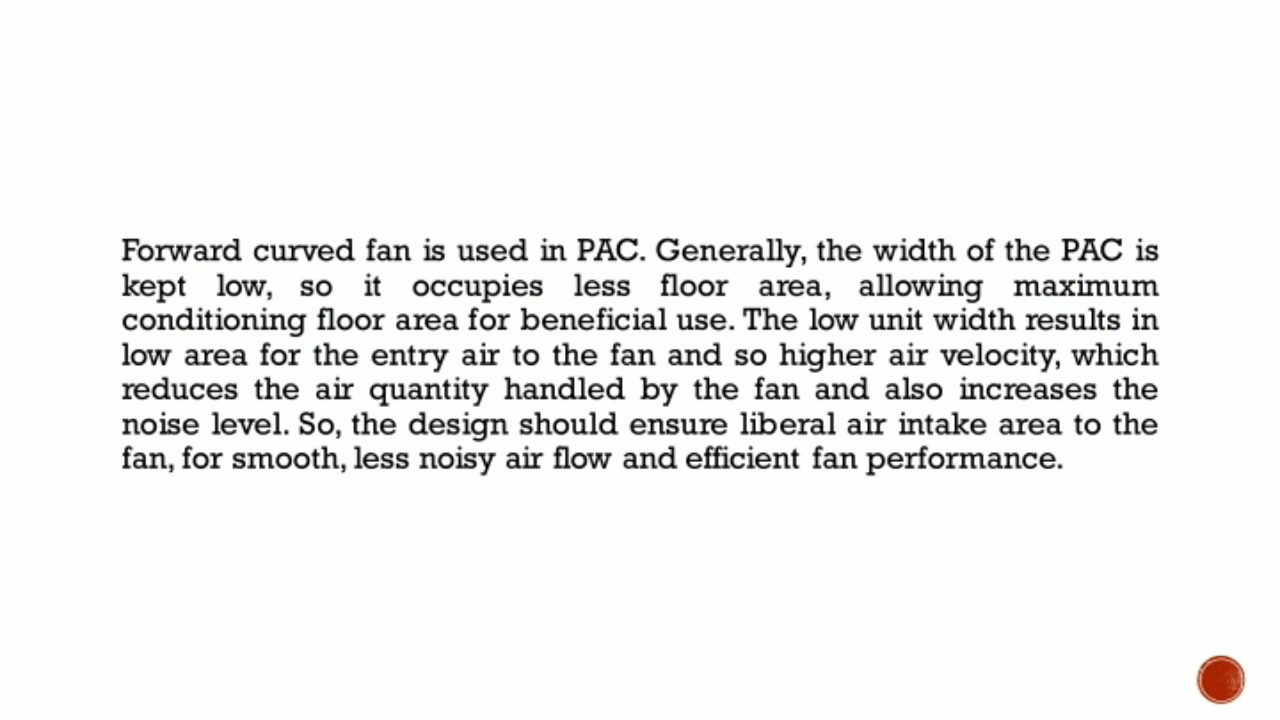 Forward curved fan is used in PAC. Generally, the width of the PAC is
kept low, so it occupies less floor area, allowing maximum
conditioning floor area for beneficial use. The low unit width results in
low area for the entry air to the fan and so higher air velocity, which
reduces the air quantity handled by the fan and also increases the
noise level. So, the design should ensure liberal air intake area to the
fan, for smooth, less noisy air flow and efficient fan performance.